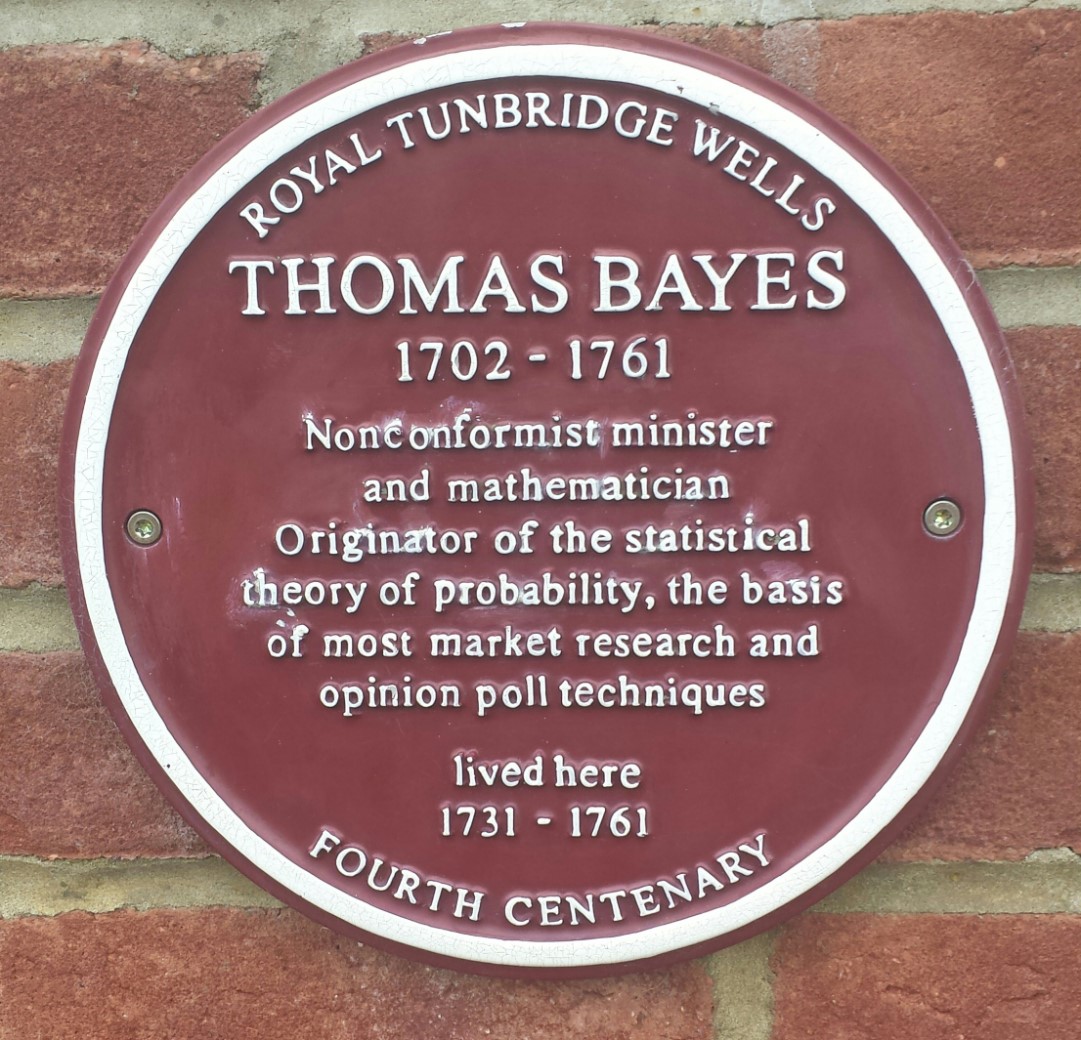 ROYAL TUNBRIDGE WELLS
THOMAS BAYES
1702 - 1761
Nonconformist minister
and mathematician
Originator of the statistical
theory of probability, the basis
of most market research and
opinion poll techniques
lived here
1731 - 1761
FOURTH CENTENARY